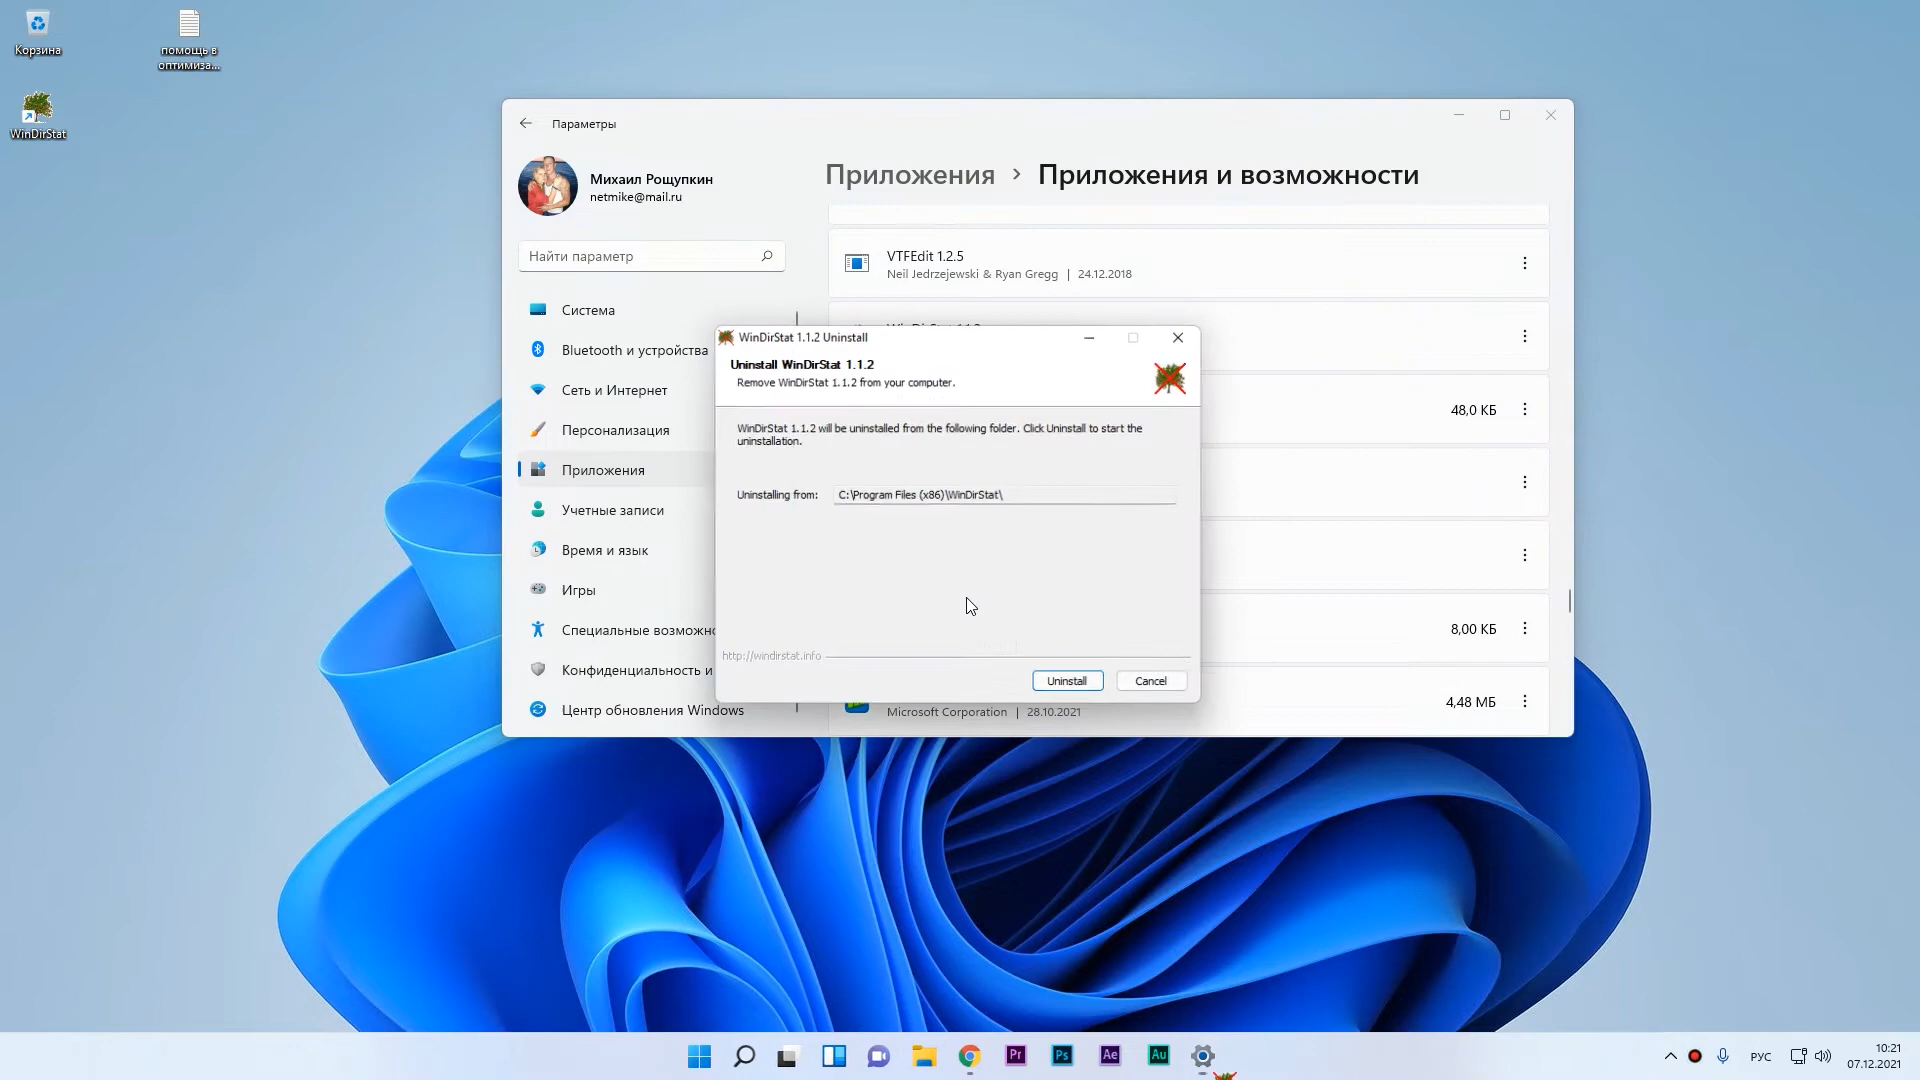 Корзина
помощь в
оптимиза...
WinDirStat
Параметры
Михаил Рощупкин
netmike@mail.ru
Найти параметр
Система
Bluetooth и устройства
Сеть и Интернет
Персонализация
Приложения
Учетные записи
Время и язык
Игры
Специальные возможно
Конфиденциальность и
Центр обновления Windows
Приложения › Приложения и возможности
VTFEdit 1.2.5
Neil Jedrzejewski & Ryan Gregg | 24.12.2018
48,0 КБ
8,00 КБ
4,48 МБ
Microsoft Corporation | 28.10.2021
WinDirStat 1.1.2 Uninstall
Uninstall WinDirStat 1.1.2
Remove WinDirStat 1.1.2 from your computer.
WinDirStat 1.1.2 will be uninstalled from the following folder. Click Uninstall to start the
uninstallation.
Uninstalling from: C:\Program Files (x86)\WinDirStat\
http://windirstat.info
Uninstall
Cancel
Pr
Ps
Ae
Au
РУС
10:21
07.12.2021